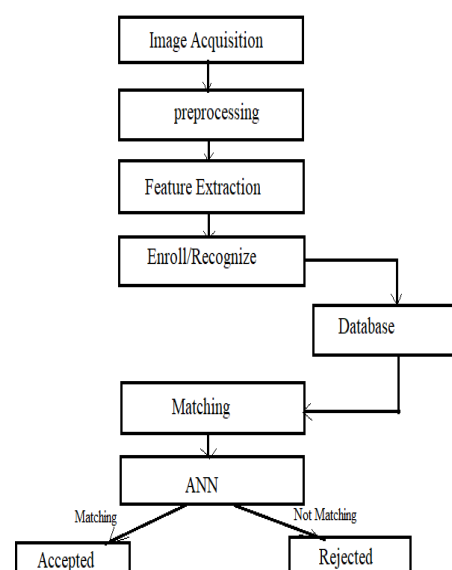 Image Acquisition
preprocessing
Feature Extraction
Enroll/Recognize
Database
Matching
ANN
Matching
Not Matching
Accepted
Rejected